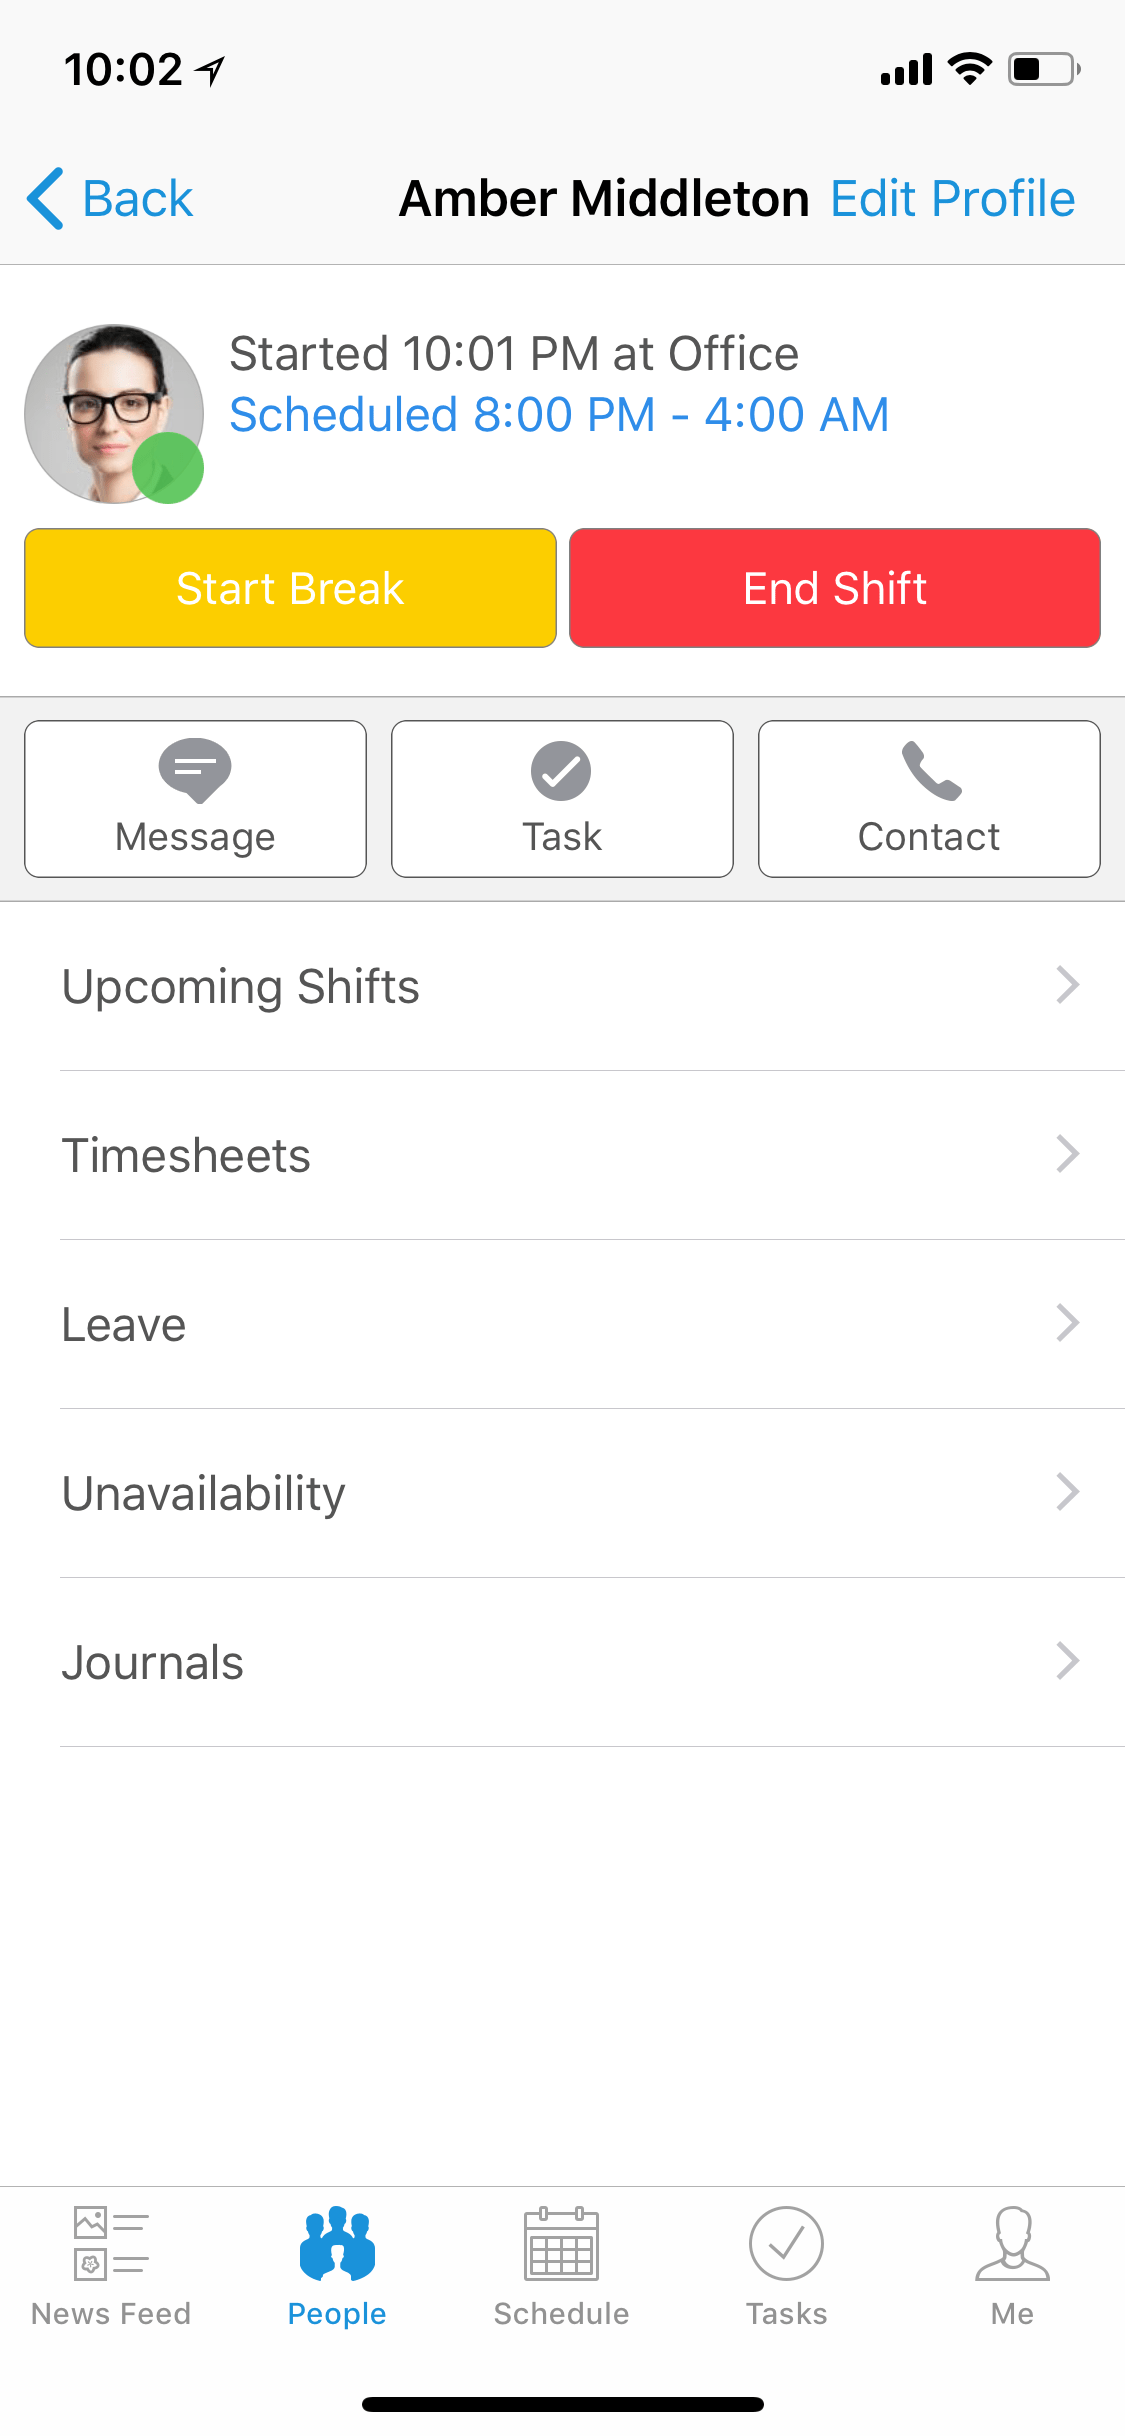 10:02
Back
Amber Middleton
Edit Profile
Started 10:01 PM at Office
Scheduled 8:00 PM - 4:00 AM
Start Break
End Shift
Message
Task
Contact
Upcoming Shifts
Timesheets
Leave
Unavailability
Journals
News Feed
People
Schedule
Tasks
Me